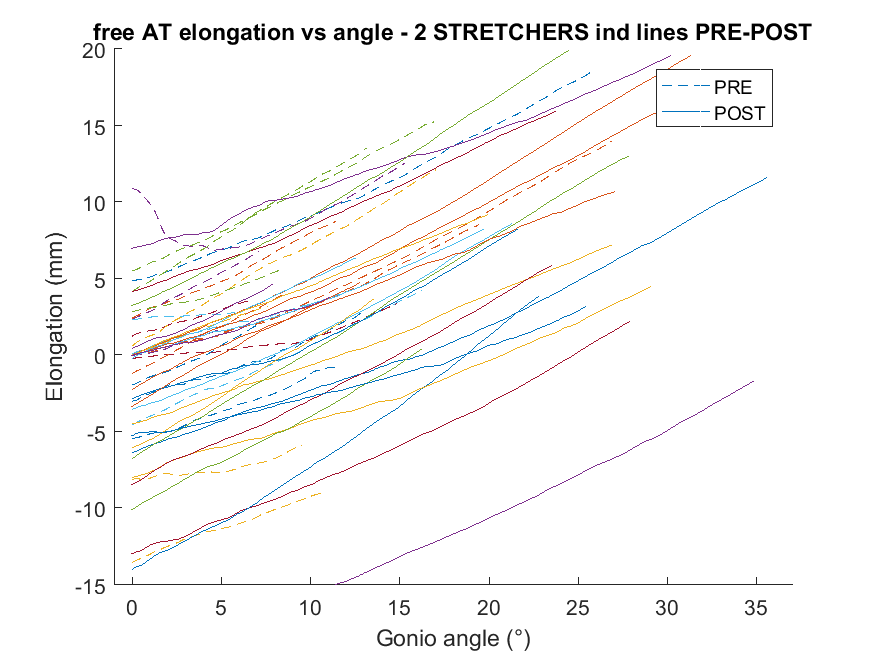 free AT elongation vs angle - 2 STRETCHERS ind lines PRE-POST
20
15
10
5
0
-5
-10
-15
Elongation (mm)
PRE
POST
0 5 10 15 20 25 30 35
Gonio angle (°)